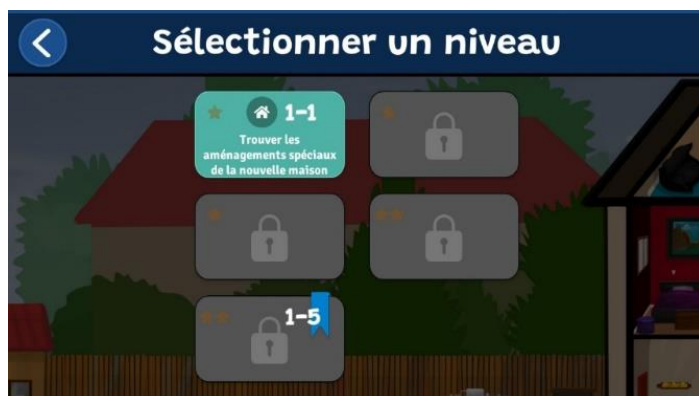 Sélectionner un niveau
1-1
Trouver les
aménagements spéciaux
de la nouvelle maison
1-5